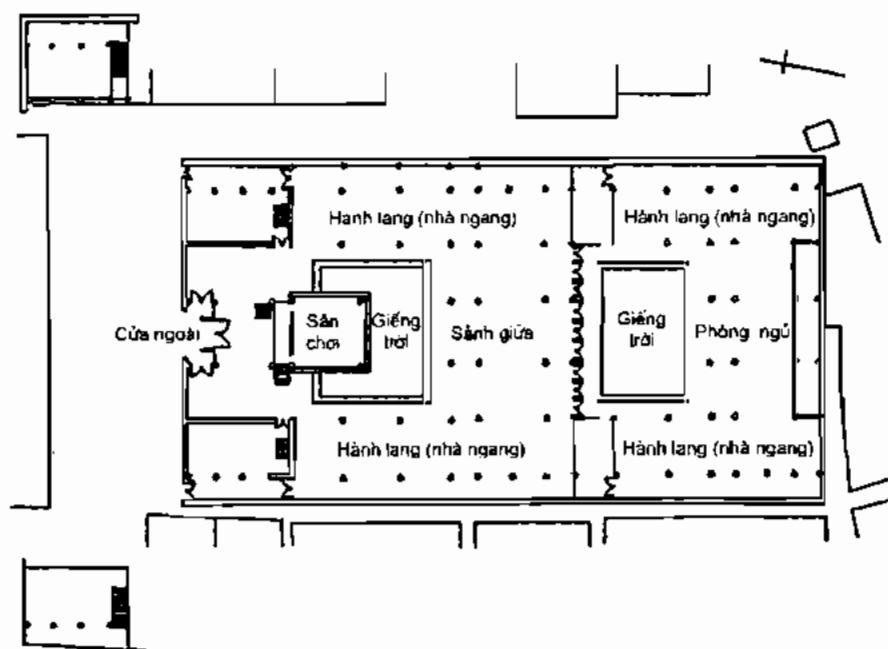 Hành lang (nhà ngang)
Hành lang (nhà ngang)
Cửa ngoài
Sân
chơi
Giếng
trời
Sảnh giữa
Giếng
trời
Phòng ngủ
Hành lang (nhà ngang)
Hành lang (nhà ngang)